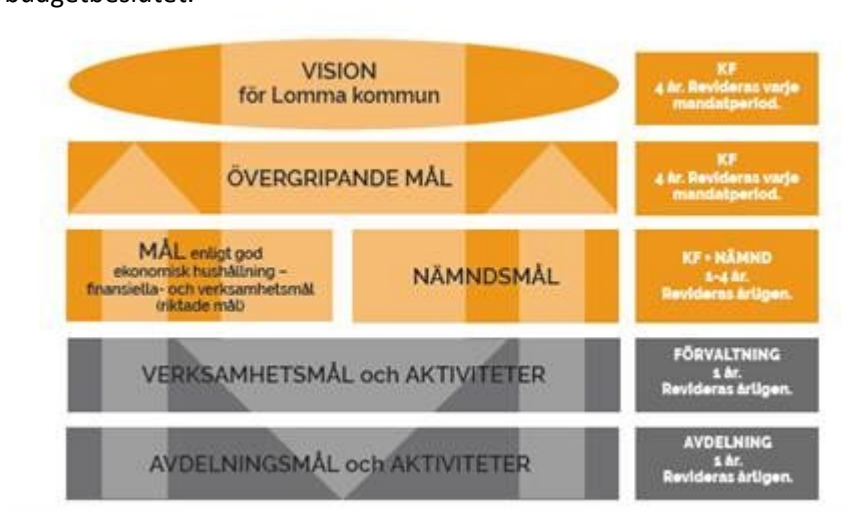 budgetbeslutet.
VISION
för Lomma kommun
KF
4 år. Revideras varje
mandatperiod.
ÖVERGRIPANDE MÅL
KF
4 år. Revideras varje
mandatperiod.
MÅL enligt god
ekonomisk hushållning –
finansiella- och verksamhetsmål
(riktade mål)
NÄMNDSMÅL
KF + NÄMND
1-4 år.
Revideras årligen.
VERKSAMHETSMÅL och AKTIVITETER
FÖRVALTNING
1 år.
Revideras årligen.
AVDELNINGSMÅL och AKTIVITETER
AVDELNING
1 år.
Revideras årligen.